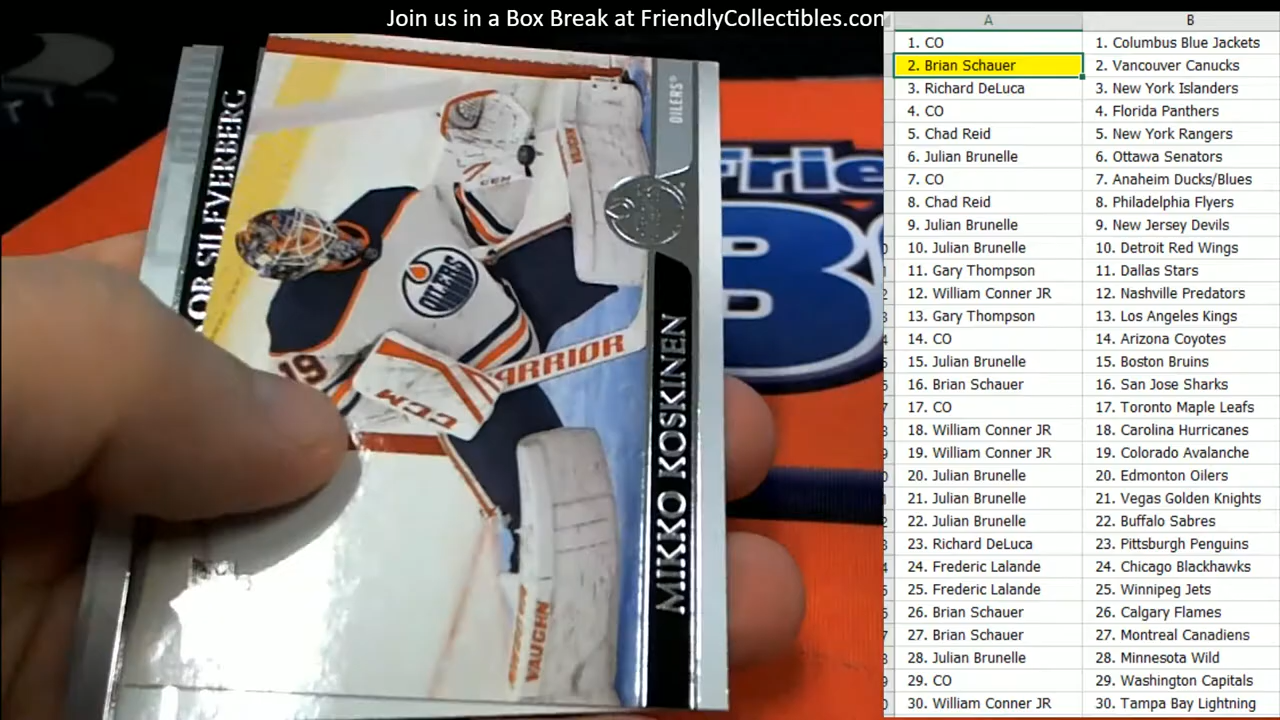 Join us in a Box Break at FriendlyCollectibles.com
OR SILFVERBERG
OILERS
OILERS
19
CCM
CCM
WARRIOR
VAUGHN
VAUGHN
MIKKO KOSKINEN
Frie
B
A B
1. CO 1. Columbus Blue Jackets
2. Brian Schauer 2. Vancouver Canucks
3. Richard DeLuca 3. New York Islanders
4. CO 4. Florida Panthers
5. Chad Reid 5. New York Rangers
6. Julian Brunelle 6. Ottawa Senators
7. CO 7. Anaheim Ducks/Blues
8. Chad Reid 8. Philadelphia Flyers
9. Julian Brunelle 9. New Jersey Devils
10. Julian Brunelle 10. Detroit Red Wings
11. Gary Thompson 11. Dallas Stars
12. William Conner JR 12. Nashville Predators
13. Gary Thompson 13. Los Angeles Kings
14. CO 14. Arizona Coyotes
15. Julian Brunelle 15. Boston Bruins
16. Brian Schauer 16. San Jose Sharks
17. CO 17. Toronto Maple Leafs
18. William Conner JR 18. Carolina Hurricanes
19. William Conner JR 19. Colorado Avalanche
20. Julian Brunelle 20. Edmonton Oilers
21. Julian Brunelle 21. Vegas Golden Knights
22. Julian Brunelle 22. Buffalo Sabres
23. Richard DeLuca 23. Pittsburgh Penguins
24. Frederic Lalande 24. Chicago Blackhawks
25. Frederic Lalande 25. Winnipeg Jets
26. Brian Schauer 26. Calgary Flames
27. Brian Schauer 27. Montreal Canadiens
28. Julian Brunelle 28. Minnesota Wild
29. CO 29. Washington Capitals
30. William Conner JR 30. Tampa Bay Lightning